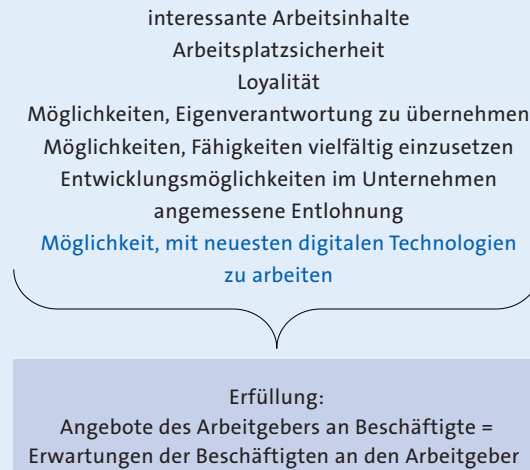 interessante Arbeitsinhalte
Arbeitsplatzsicherheit
Loyalität
Möglichkeiten, Eigenverantwortung zu übernehmen
Möglichkeiten, Fähigkeiten vielfältig einzusetzen
Entwicklungsmöglichkeiten im Unternehmen
angemessene Entlohnung
Möglichkeit, mit neuesten digitalen Technologien
zu arbeiten
Erfüllung:
Angebote des Arbeitgebers an Beschäftigte =
Erwartungen der Beschäftigten an den Arbeitgeber